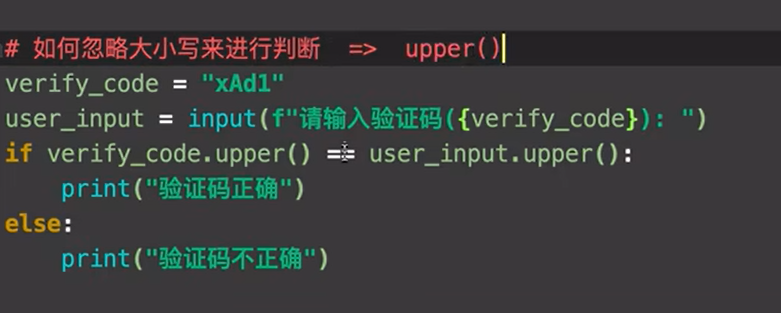 # 如何忽略大小写来进行判断  =>  upper()
verify_code = "xAd1"
user_input = input(f"请输入验证码({verify_code}): ")
if verify_code.upper() == user_input.upper():
    print("验证码正确")
else:
    print("验证码不正确")